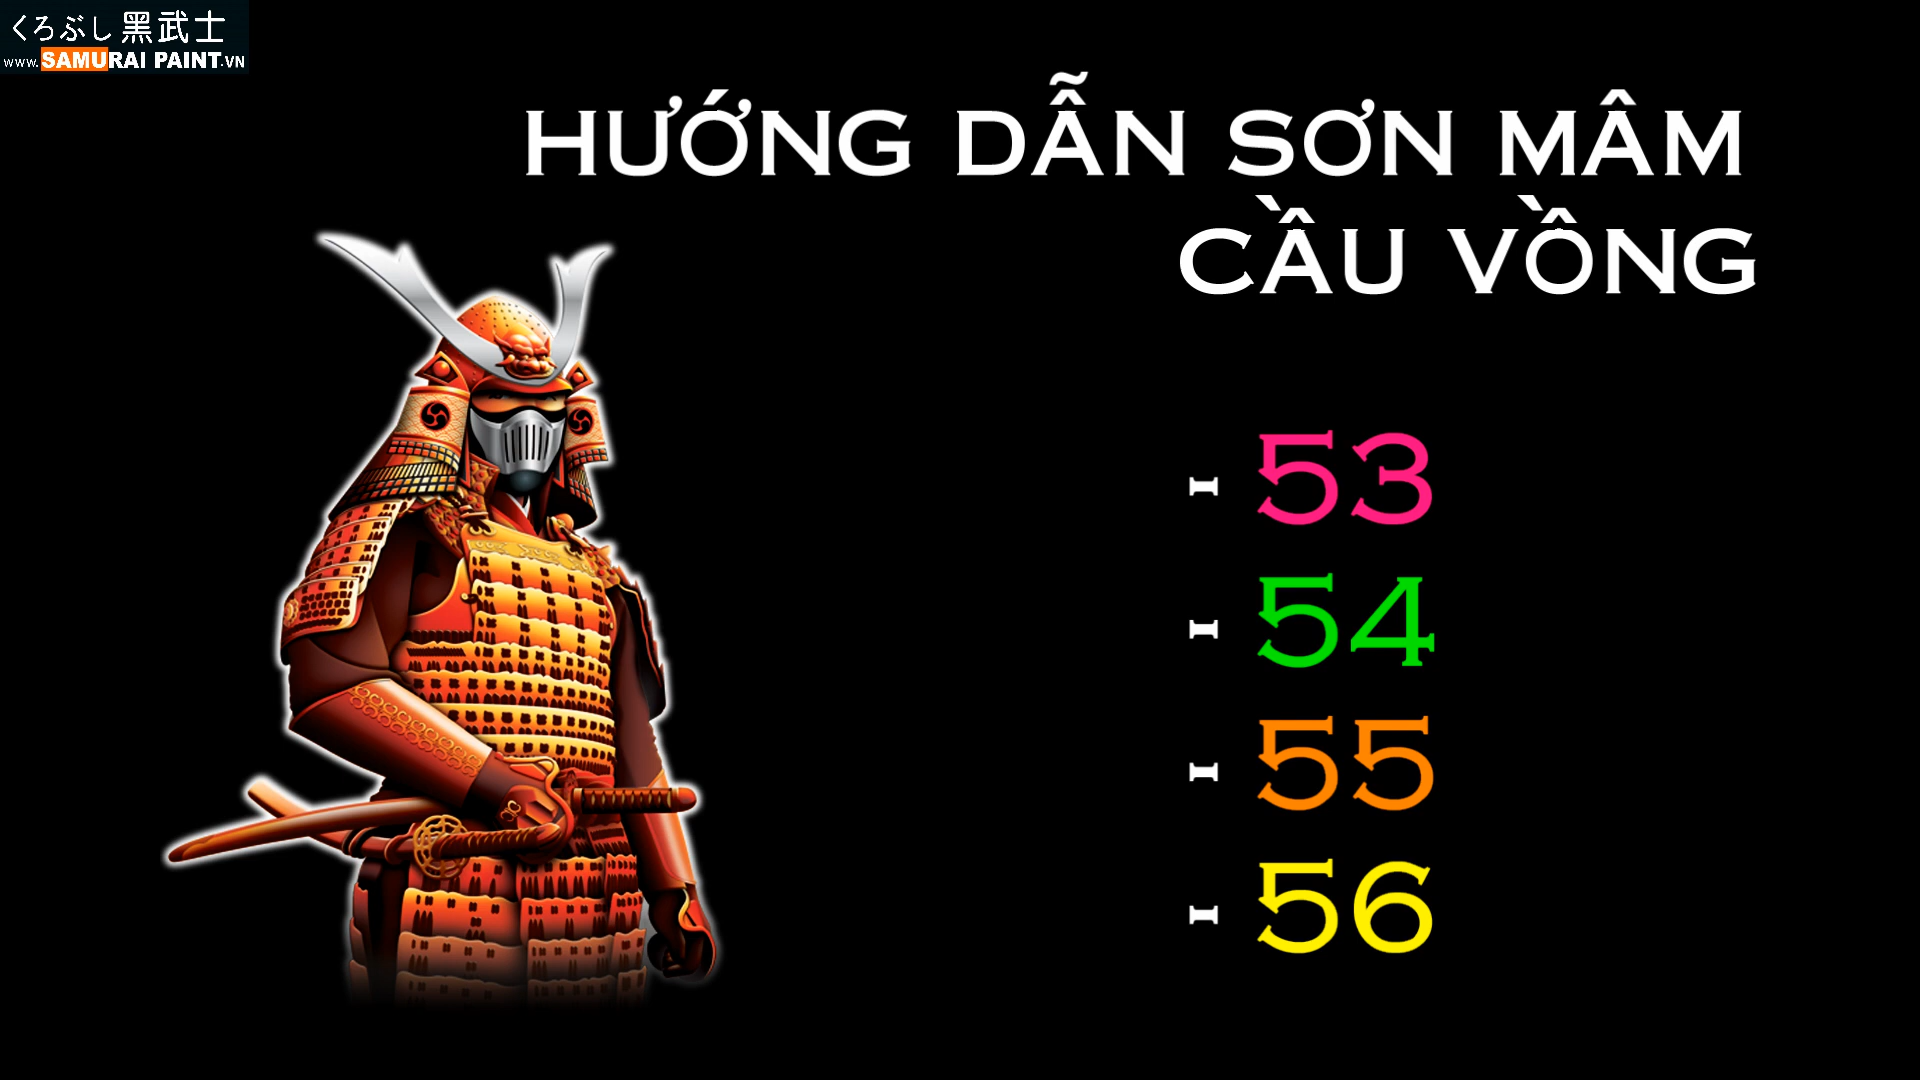 くろぶし 黑武士
www.SAMURAI PAINT.VN
HƯỚNG DẪN SƠN MÂM
CẦU VỒNG
- 53
- 54
- 55
- 56